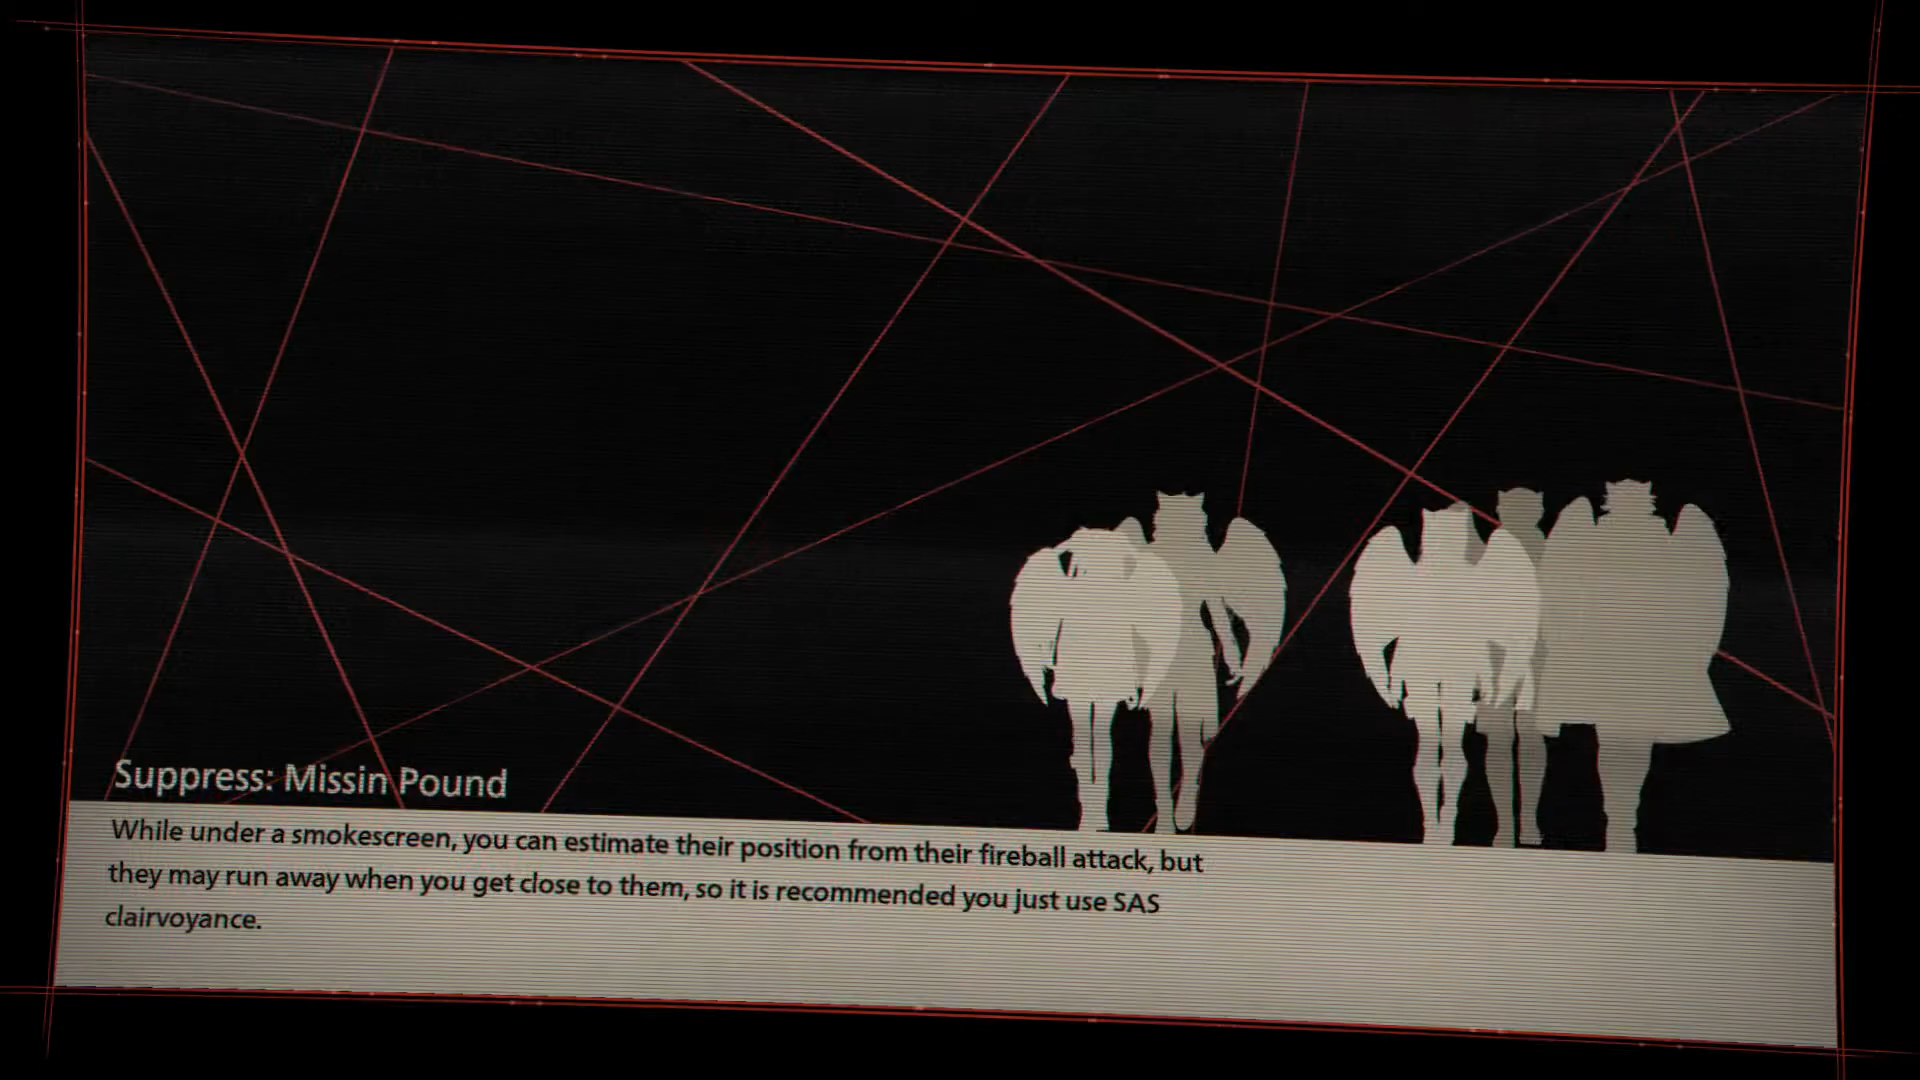 Suppress: Missin Pound
While under a smokescreen, you can estimate their position from their fireball attack, but
they may run away when you get close to them, so it is recommended you just use SAS
clairvoyance.